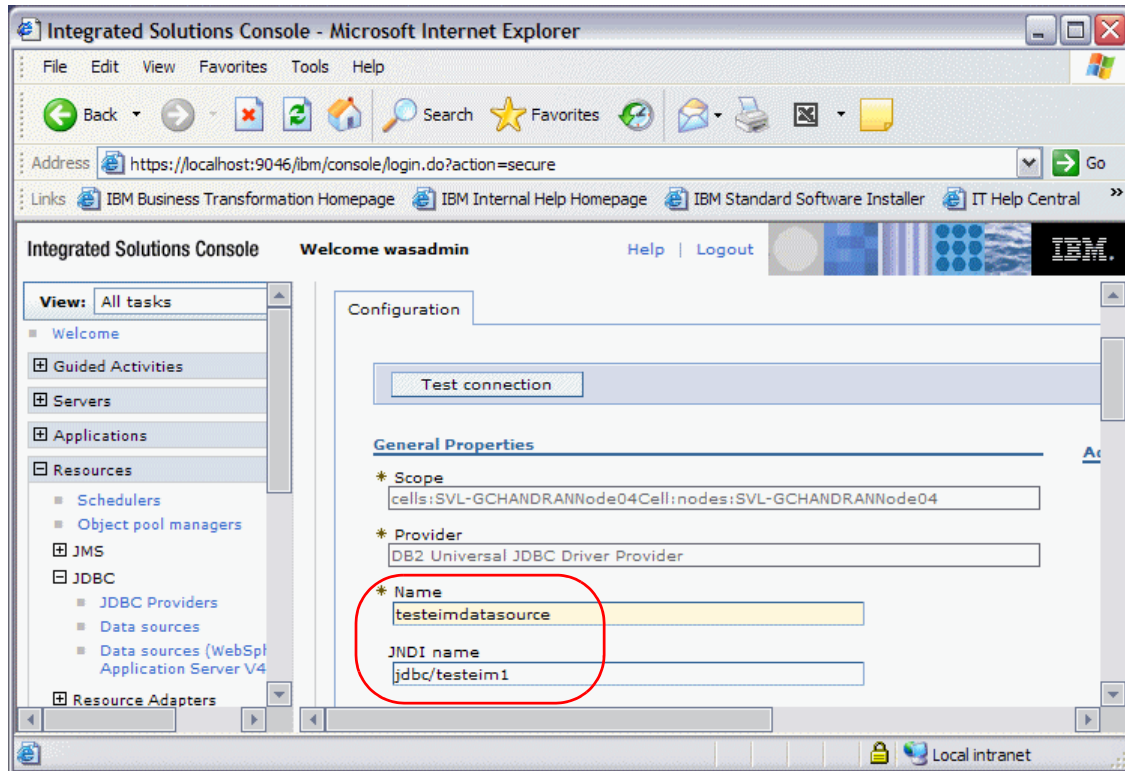 Integrated Solutions Console - Microsoft Internet Explorer
File Edit View Favorites Tools Help
Back Search Favorites
Address https://localhost:9046/ibm/console/login.do?action=secure Go
Links IBM Business Transformation Homepage IBM Internal Help Homepage IBM Standard Software Installer IT Help Central »
Integrated Solutions Console Welcome wasadmin Help | Logout IBM.
View: All tasks
Welcome
Guided Activities
Servers
Applications
Resources
Schedulers
Object pool managers
JMS
JDBC
JDBC Providers
Data sources
Data sources (WebSph
Application Server V4
Resource Adapters
Configuration
Test connection
General Properties
* Scope
cells:SVL-GCHANDRANNode04Cell:nodes:SVL-GCHANDRANNode04
* Provider
DB2 Universal JDBC Driver Provider
* Name
testeimdatasource
JNDI name
jdbc/testeim1
Local intranet